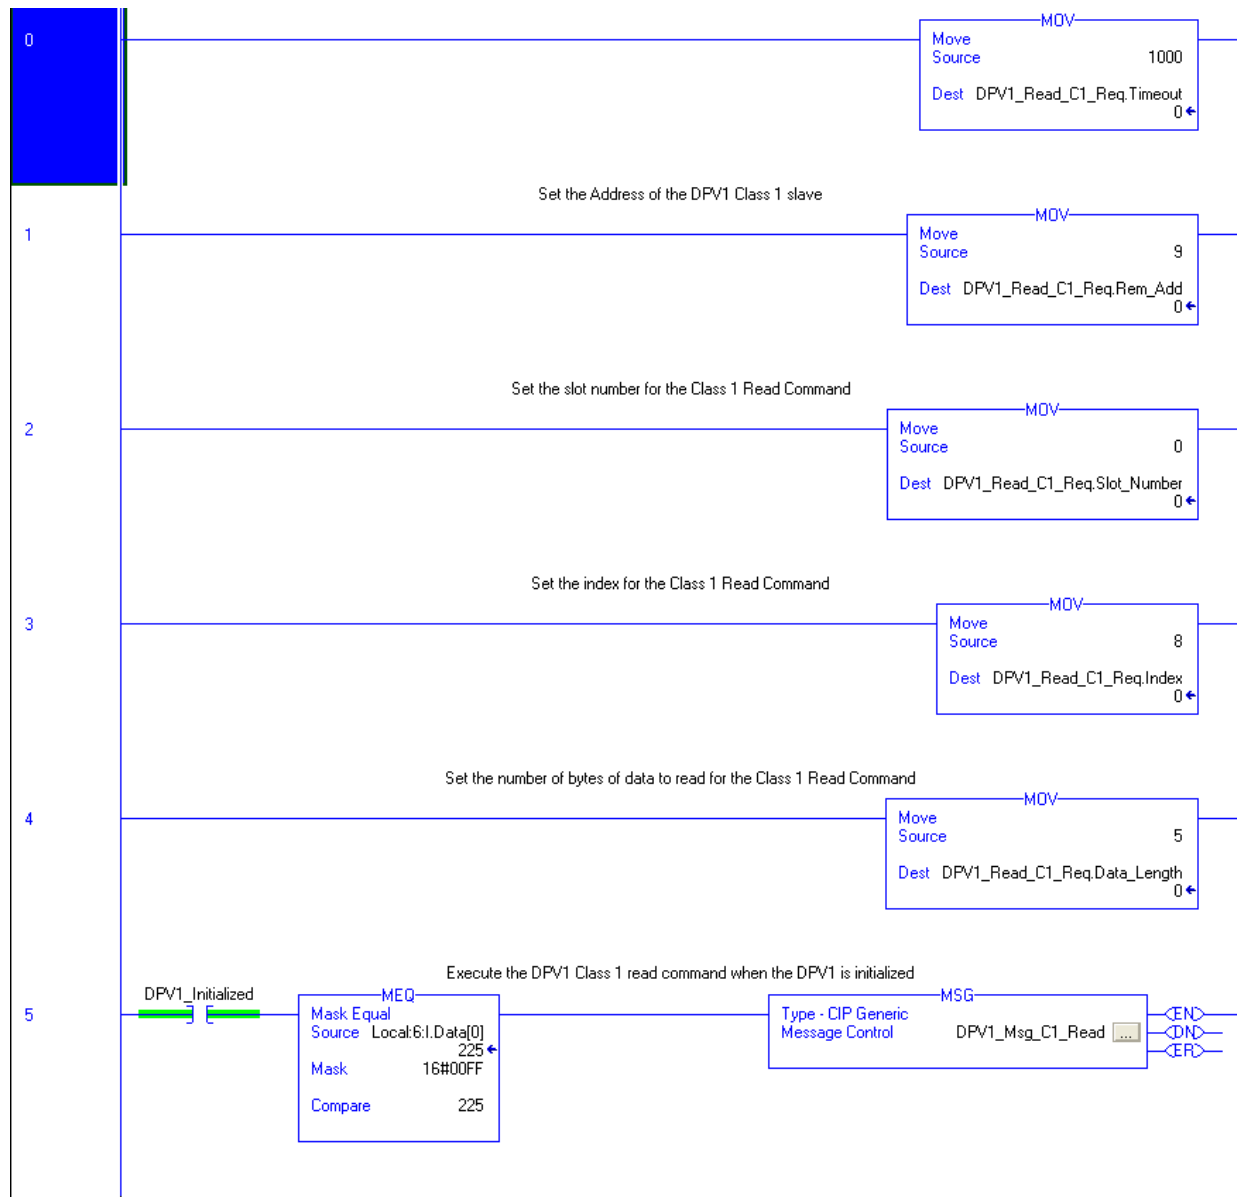 0
MOV
Move
Source 1000
Dest DPV1_Read_C1_Req.Timeout
0
Set the Address of the DPV1 Class 1 slave
1
MOV
Move
Source 9
Dest DPV1_Read_C1_Req.Rem_Add
0
Set the slot number for the Class 1 Read Command
2
MOV
Move
Source 0
Dest DPV1_Read_C1_Req.Slot_Number
0
Set the index for the Class 1 Read Command
3
MOV
Move
Source 8
Dest DPV1_Read_C1_Req.Index
0
Set the number of bytes of data to read for the Class 1 Read Command
4
MOV
Move
Source 5
Dest DPV1_Read_C1_Req.Data_Length
0
Execute the DPV1 Class 1 read command when the DPV1 is initialized
5
DPV1_Initialized
MEQ
Mask Equal
Source Local:6:I.Data[0]
225
Mask 16#00FF
Compare 225
MSG
Type - CIP Generic
Message Control DPV1_Msg_C1_Read ...
EN
DN
ER